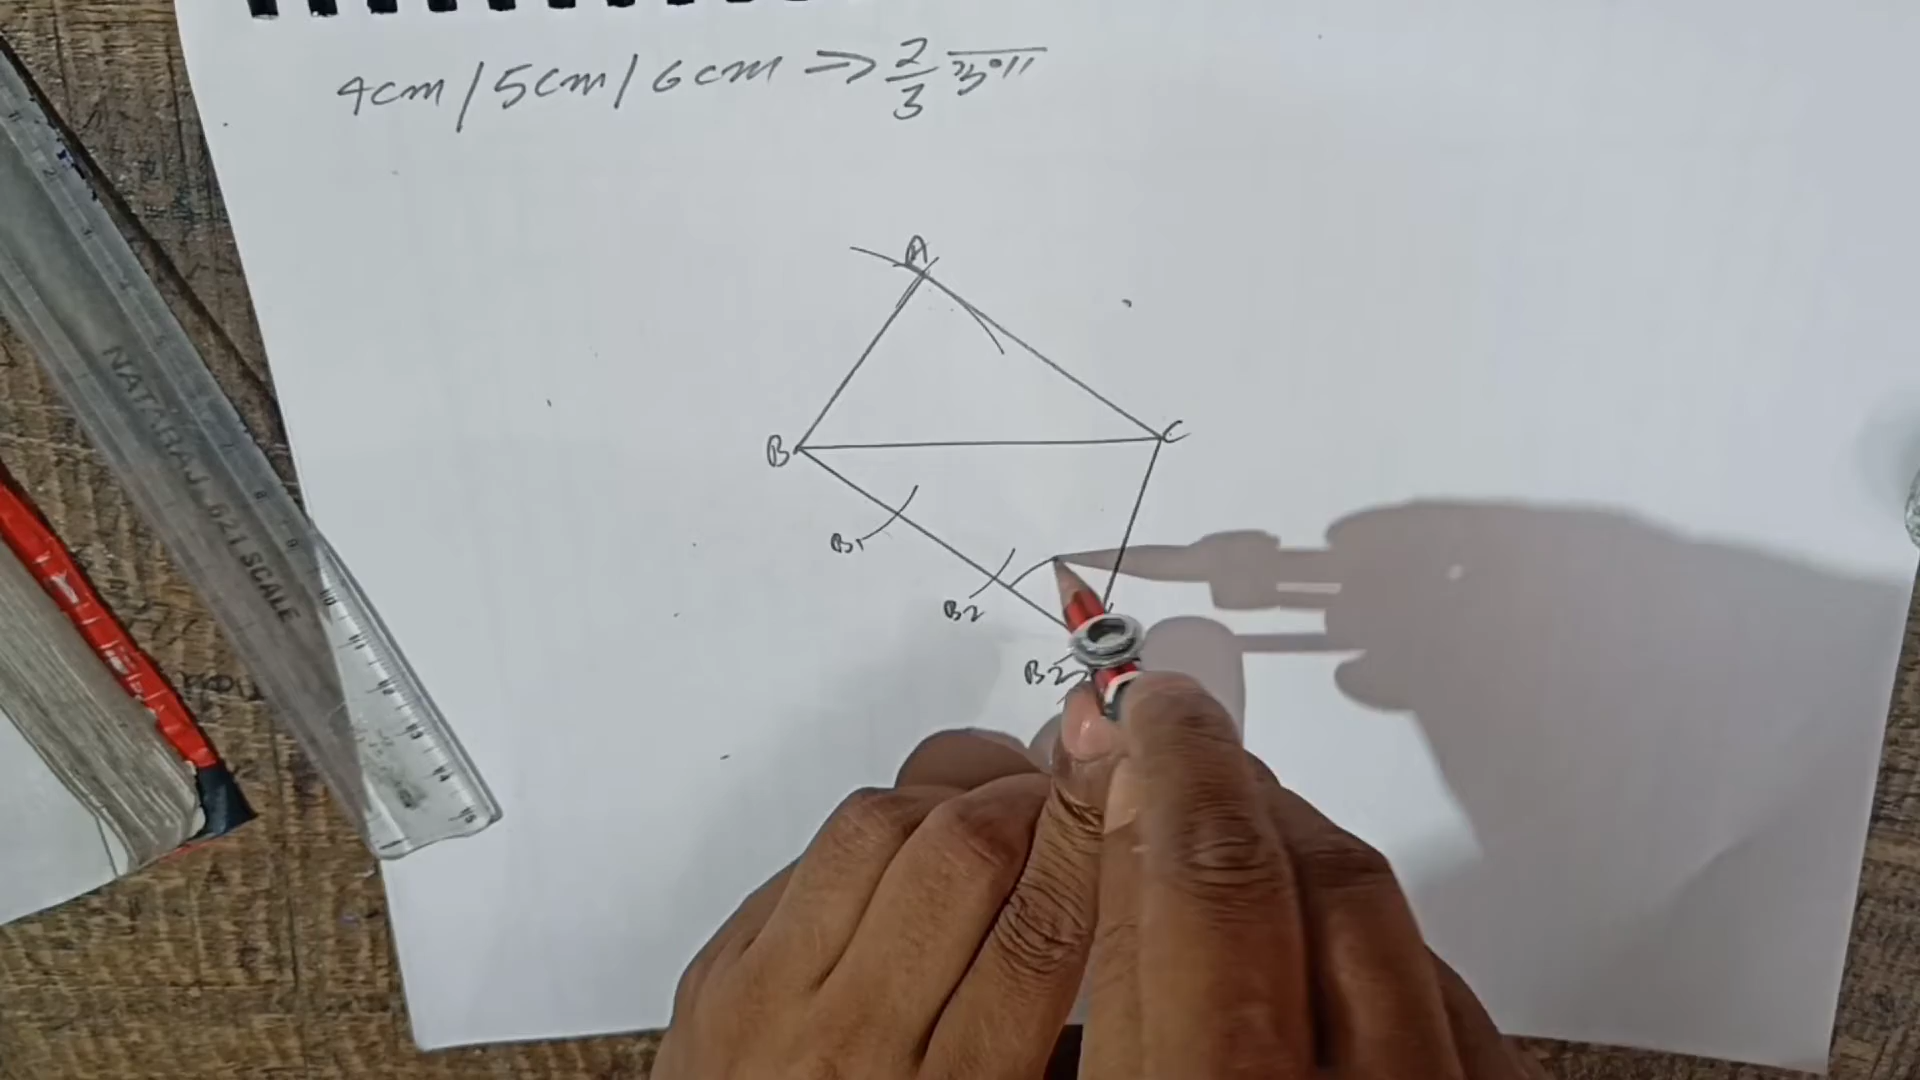 4cm / 5cm / 6cm ⇒ 2/3
A
B
C
B1
B2
B3
NATARAJ 621 SCALE